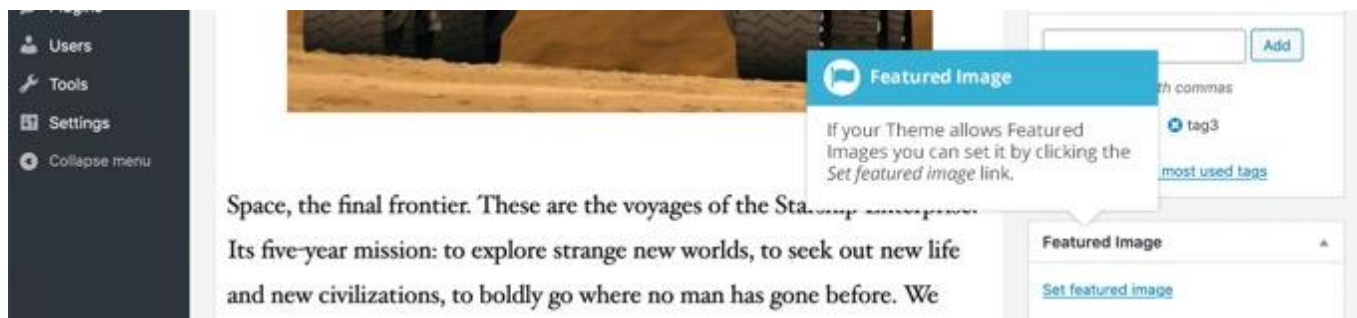 Users
Tools
Settings
Collapse menu
Space, the final frontier. These are the voyages of the
Its five-year mission: to explore strange new worlds, to seek out new life
and new civilizations, to boldly go where no man has gone before. We
Featured Image
If your Theme allows Featured
Images you can set it by clicking the
Set featured image link.
Add
commas
tag3
most used tags
Featured Image
Set featured image